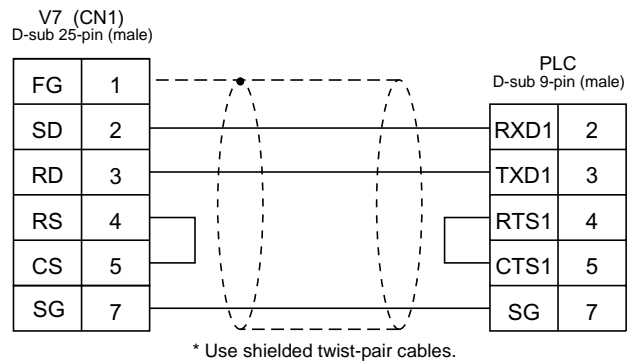 V7 (CN1)
D-sub 25-pin (male)
PLC
D-sub 9-pin (male)
FG 1
SD 2 RXD1 2
RD 3 TXD1 3
RS 4 RTS1 4
CS 5 CTS1 5
SG 7 SG 7
* Use shielded twist-pair cables.